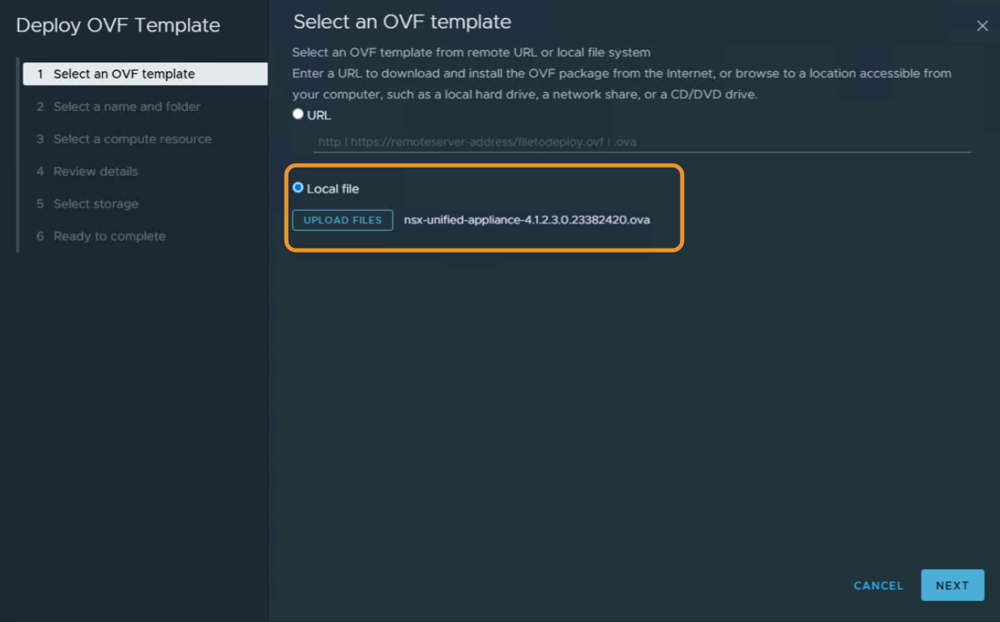 Deploy OVF Template
1 Select an OVF template
2 Select a name and folder
3 Select a compute resource
4 Review details
5 Select storage
6 Ready to complete
Select an OVF template
Select an OVF template from remote URL or local file system
Enter a URL to download and install the OVF package from the Internet, or browse to a location accessible from
your computer, such as a local hard drive, a network share, or a CD/DVD drive.
URL
http | https://remoteserver-address/filetodeploy.ovf | .ova
Local file
UPLOAD FILES nsx-unified-appliance-4.1.2.3.0.23382420.ova
CANCEL NEXT